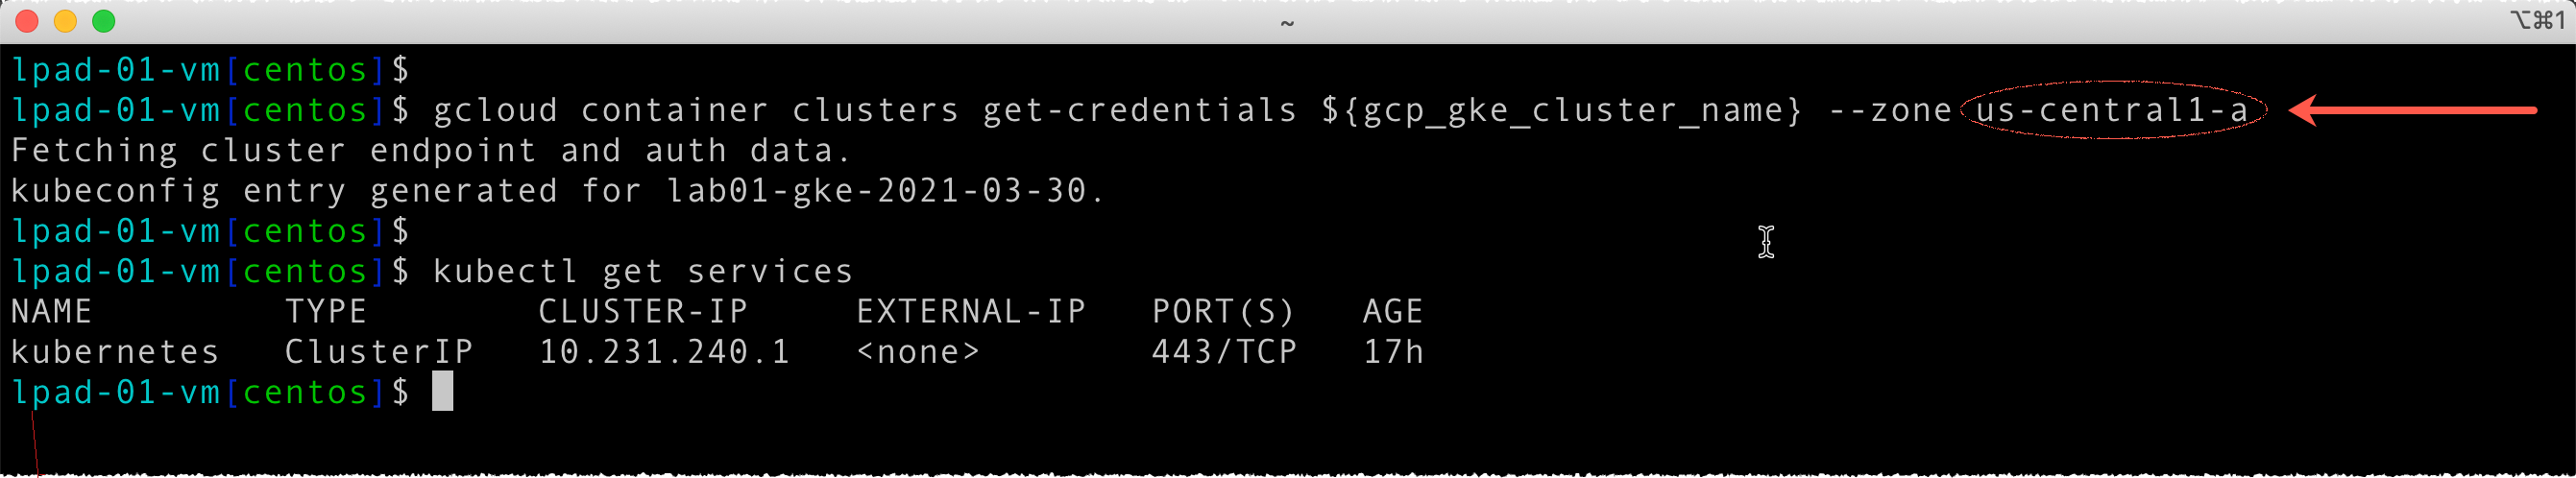 ~ ⌥⌘1
lpad-01-vm[centos]$
lpad-01-vm[centos]$ gcloud container clusters get-credentials ${gcp_gke_cluster_name} --zone us-central1-a
Fetching cluster endpoint and auth data.
kubeconfig entry generated for lab01-gke-2021-03-30.
lpad-01-vm[centos]$
lpad-01-vm[centos]$ kubectl get services
NAME         TYPE        CLUSTER-IP     EXTERNAL-IP   PORT(S)   AGE
kubernetes   ClusterIP   10.231.240.1   <none>        443/TCP   17h
lpad-01-vm[centos]$